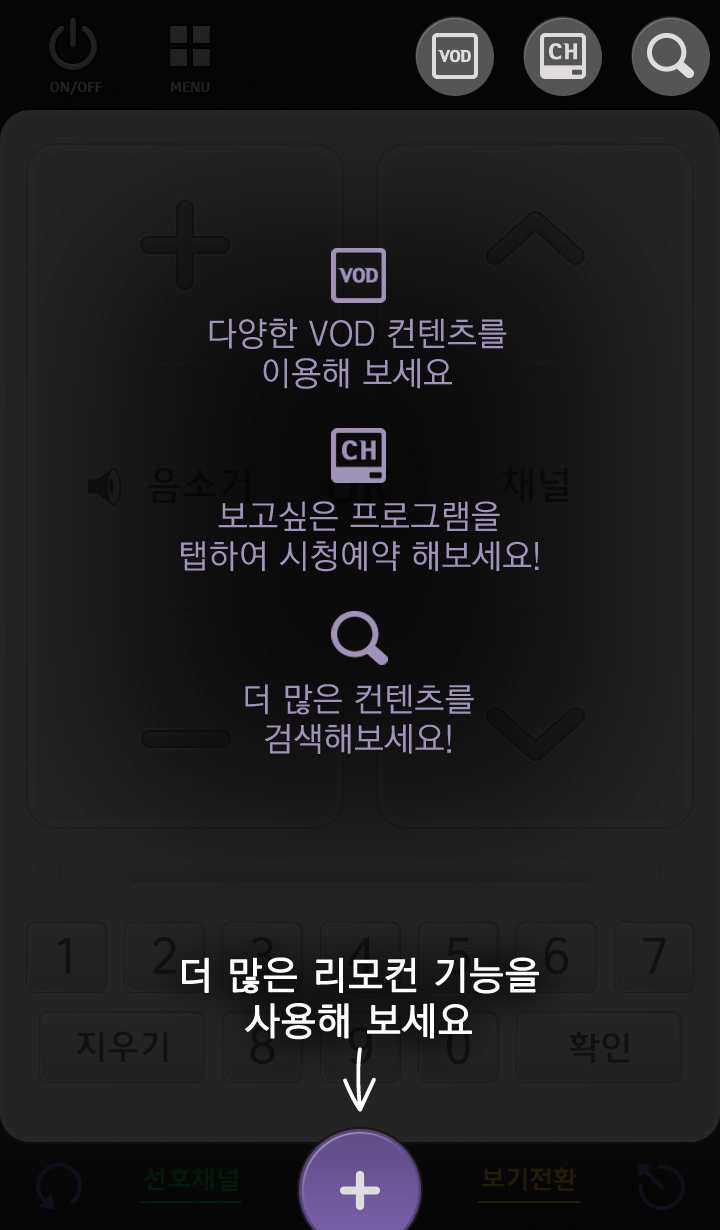 ON/OFF
MENU
VOD
CH
VOD
다양한 VOD 컨텐츠를
이용해 보세요
CH
음소거
채널
보고싶은 프로그램을
탭하여 시청예약 해보세요!
더 많은 컨텐츠를
검색해보세요!
1 2 3 4 5 6 7
더 많은 리모컨 기능을
사용해 보세요
지우기 8 9 0 확인
선호채널
보기전환